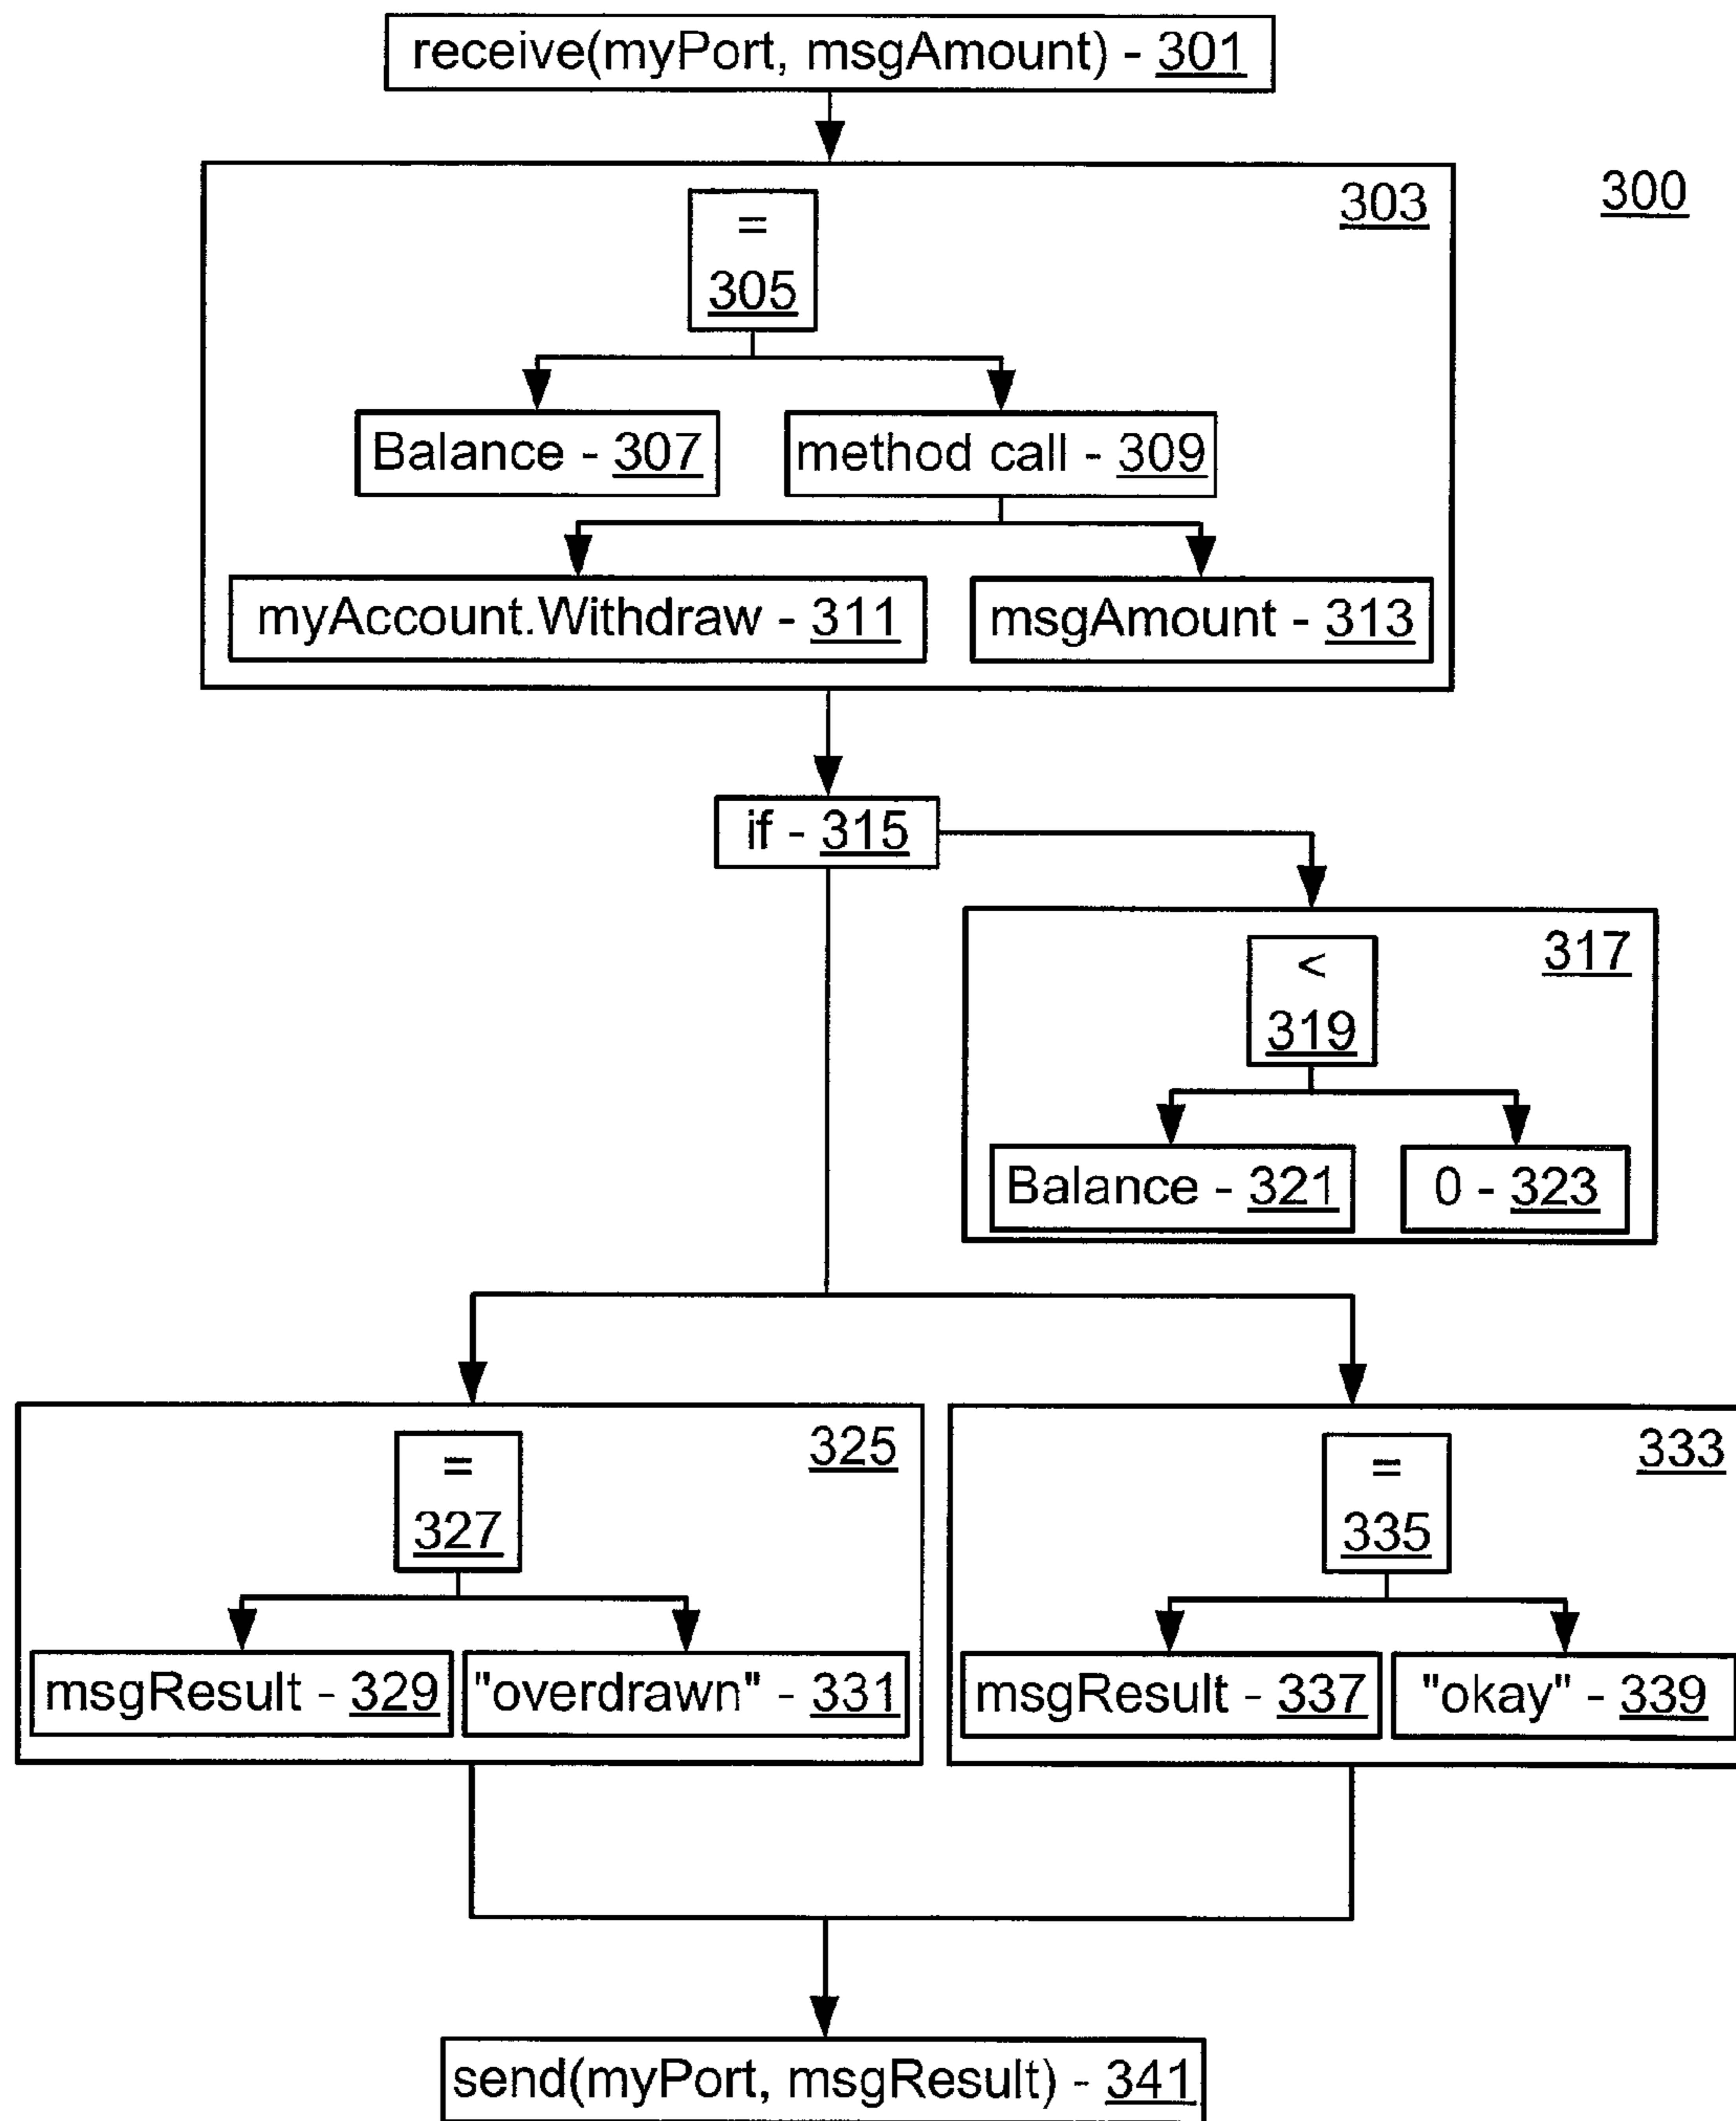 receive(myPort, msgAmount) - 301
300
303
=
305
Balance - 307
method call - 309
myAccount.Withdraw - 311
msgAmount - 313
if - 315
317
<
319
Balance - 321
0 - 323
325
=
327
msgResult - 329
"overdrawn" - 331
333
=
335
msgResult - 337
"okay" - 339
send(myPort, msgResult) - 341